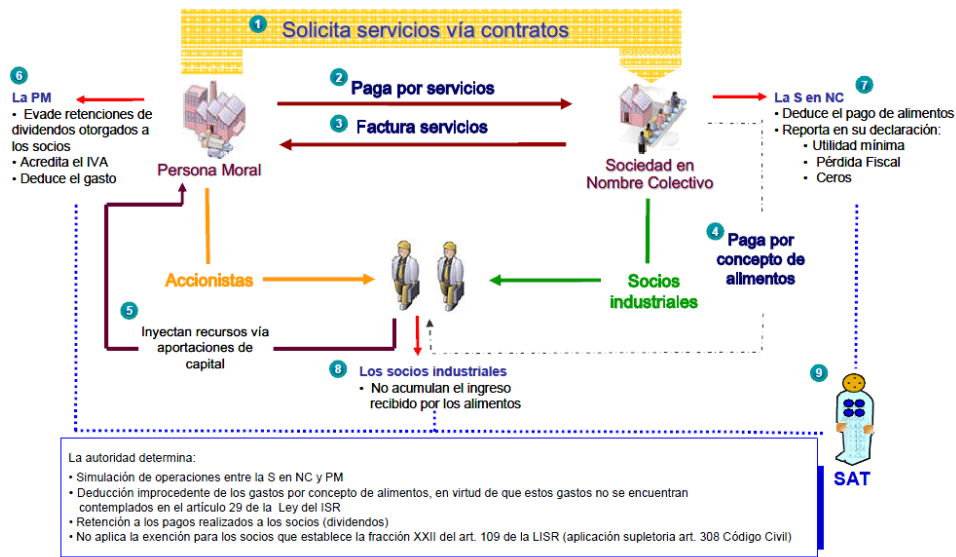 1 Solicita servicios vía contratos
6
La PM
• Evade retenciones de
dividendos otorgados a
los socios
• Acredita el IVA
• Deduce el gasto
2 Paga por servicios
3 Factura servicios
Persona Moral
Sociedad en
Nombre Colectivo
7
La S en NC
• Deduce el pago de alimentos
• Reporta en su declaración:
• Utilidad mínima
• Pérdida Fiscal
• Ceros
4 Paga por
concepto de
alimentos
Accionistas
Socios
industriales
5
Inyectan recursos vía
aportaciones de
capital
8 Los socios industriales
• No acumulan el ingreso
recibido por los alimentos
9
SAT
La autoridad determina:
• Simulación de operaciones entre la S en NC y PM
• Deducción improcedente de los gastos por concepto de alimentos, en virtud de que estos gastos no se encuentran
contemplados en el artículo 29 de la Ley del ISR
• Retención a los pagos realizados a los socios (dividendos)
• No aplica la exención para los socios que establece la fracción XXII del art. 109 de la LISR (aplicación supletoria art. 308 Código Civil)